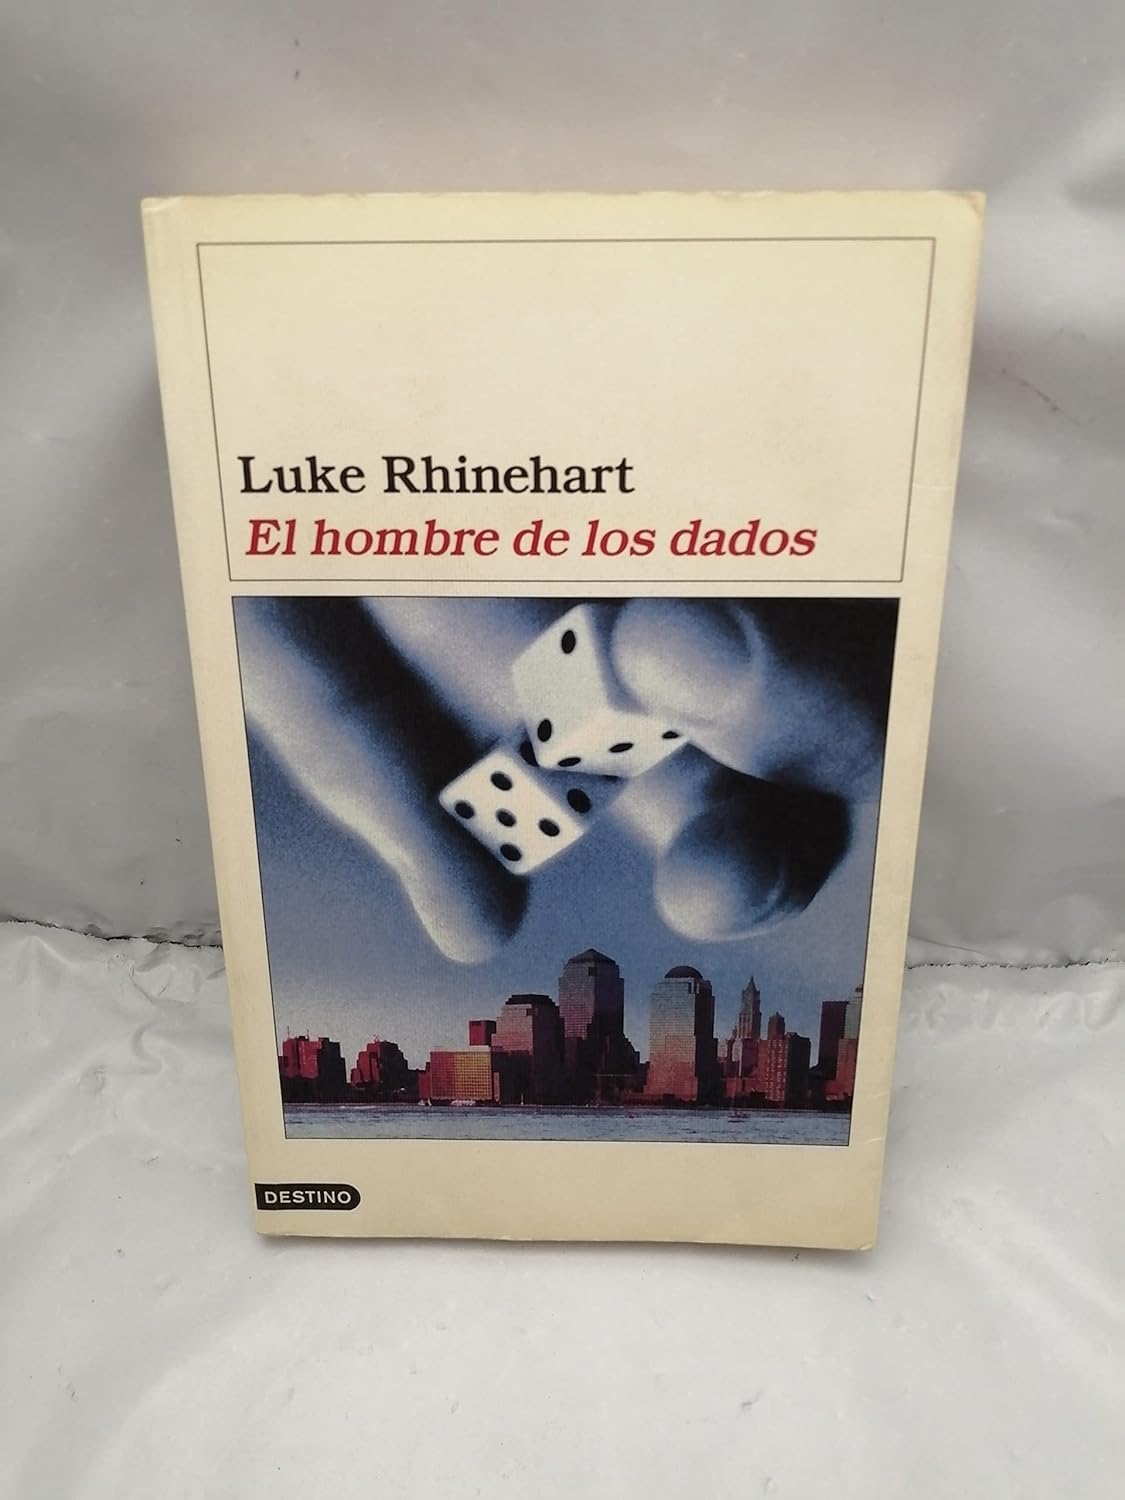 Luke Rhinehart
El hombre de los dados
DESTINO